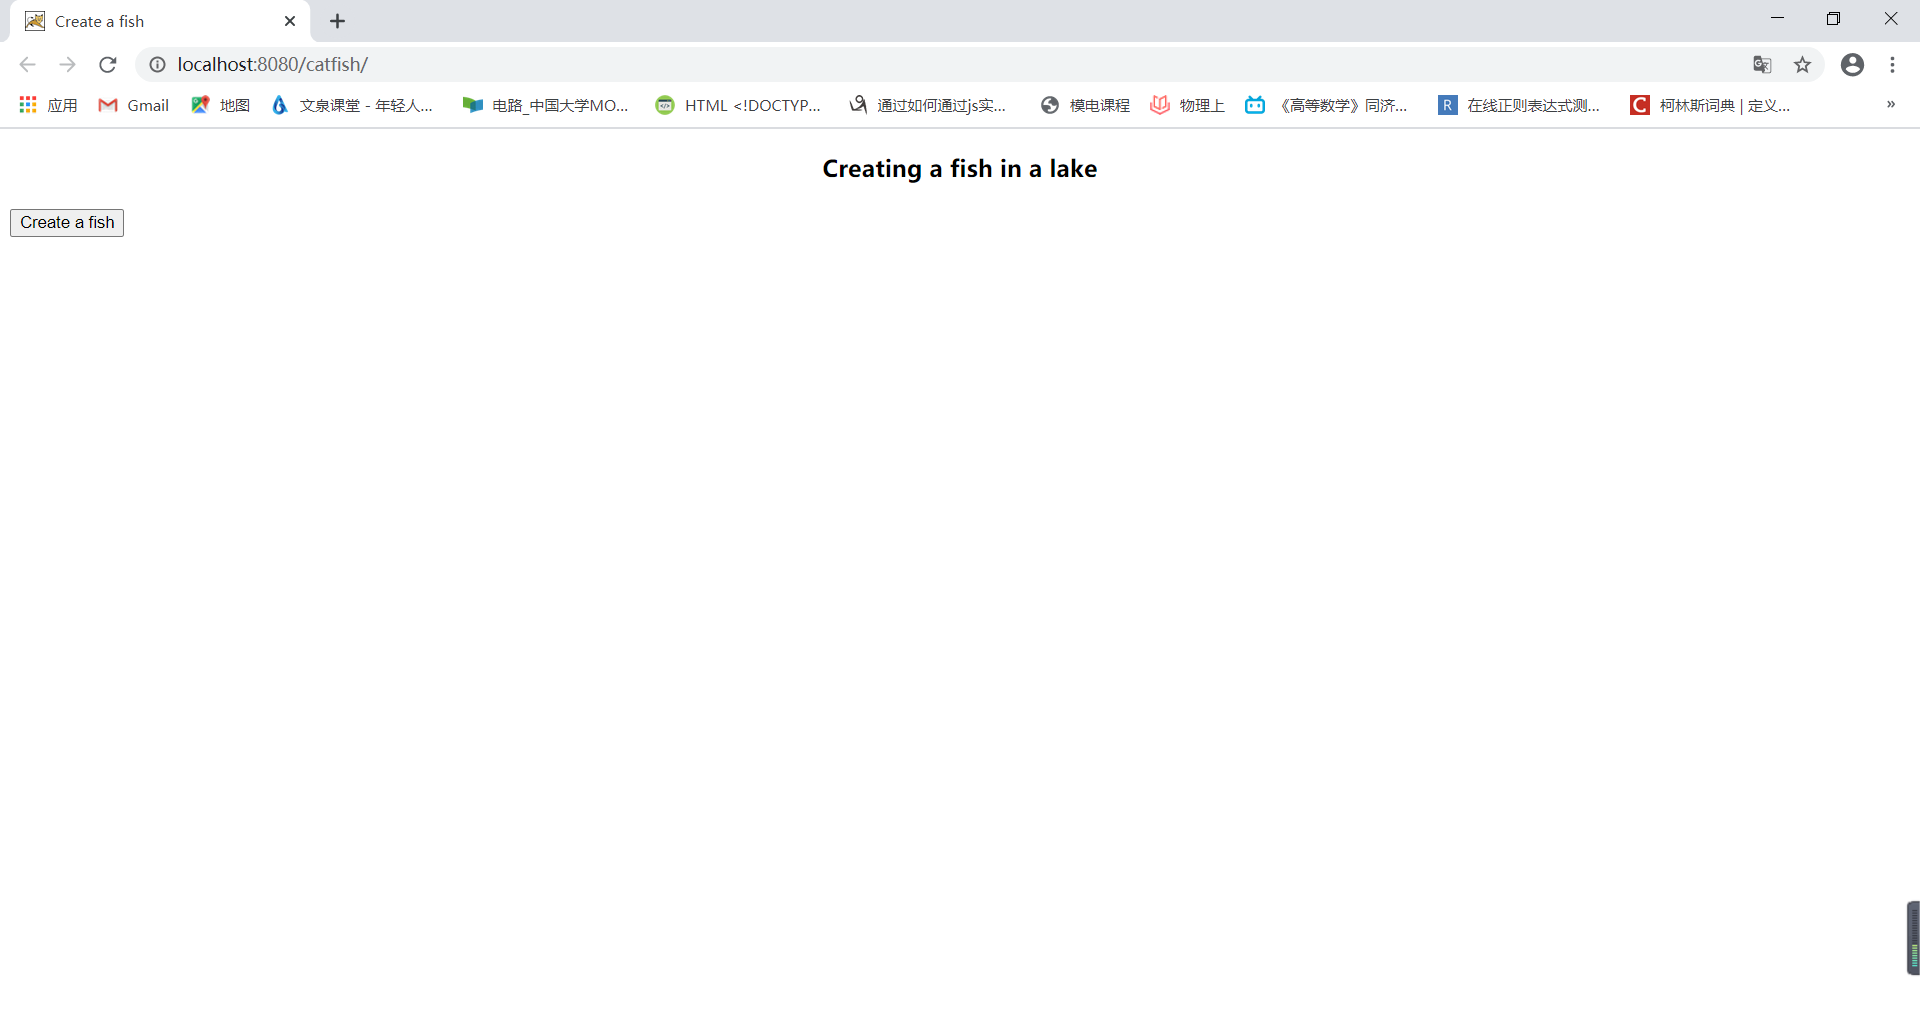 Create a fish
localhost:8080/catfish/
应用 Gmail 地图 文泉课堂 - 年轻人... 电路_中国大学MO... HTML <!DOCTYP... 通过如何通过js实... 模电课程 物理上 《高等数学》同济... R 在线正则表达式测... C 柯林斯词典 | 定义... »
Creating a fish in a lake
Create a fish